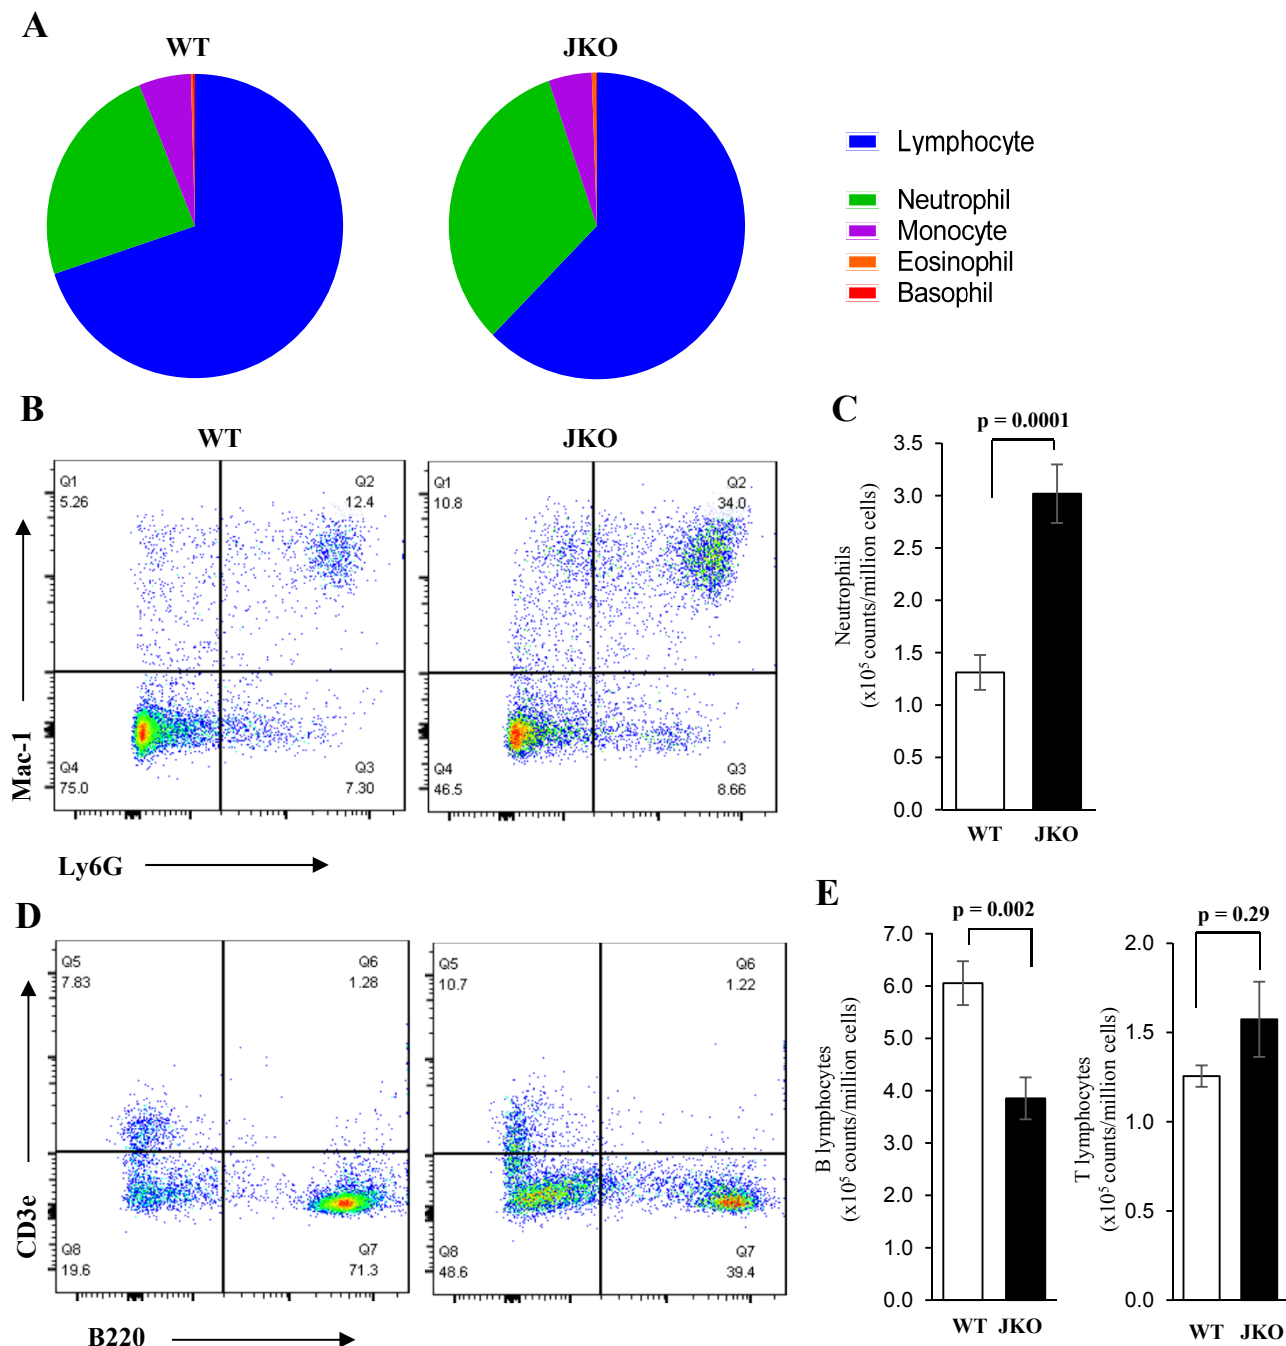 A
WT
JKO
Lymphocyte
Neutrophil
Monocyte
Eosinophil
Basophil
B
WT
JKO
Q1
5.26
Q2
12.4
Q4
75.0
Q3
7.30
Q1
10.8
Q2
34.0
Q4
46.5
Q3
8.66
Mac-1
Ly6G
C
p = 0.0001
3.5
3.0
2.5
2.0
1.5
1.0
0.5
0.0
Neutrophils
(x10⁵ counts/million cells)
WT
JKO
D
Q5
7.83
Q6
1.28
Q8
19.6
Q7
71.3
Q5
10.7
Q6
1.22
Q8
48.6
Q7
39.4
CD3e
B220
E
p = 0.002
7.0
6.0
5.0
4.0
3.0
2.0
1.0
0.0
B lymphocytes
(x10⁵ counts/million cells)
WT JKO
p = 0.29
2.0
1.5
1.0
0.5
0.0
T lymphocytes
(x10⁵ counts/million cells)
WT JKO